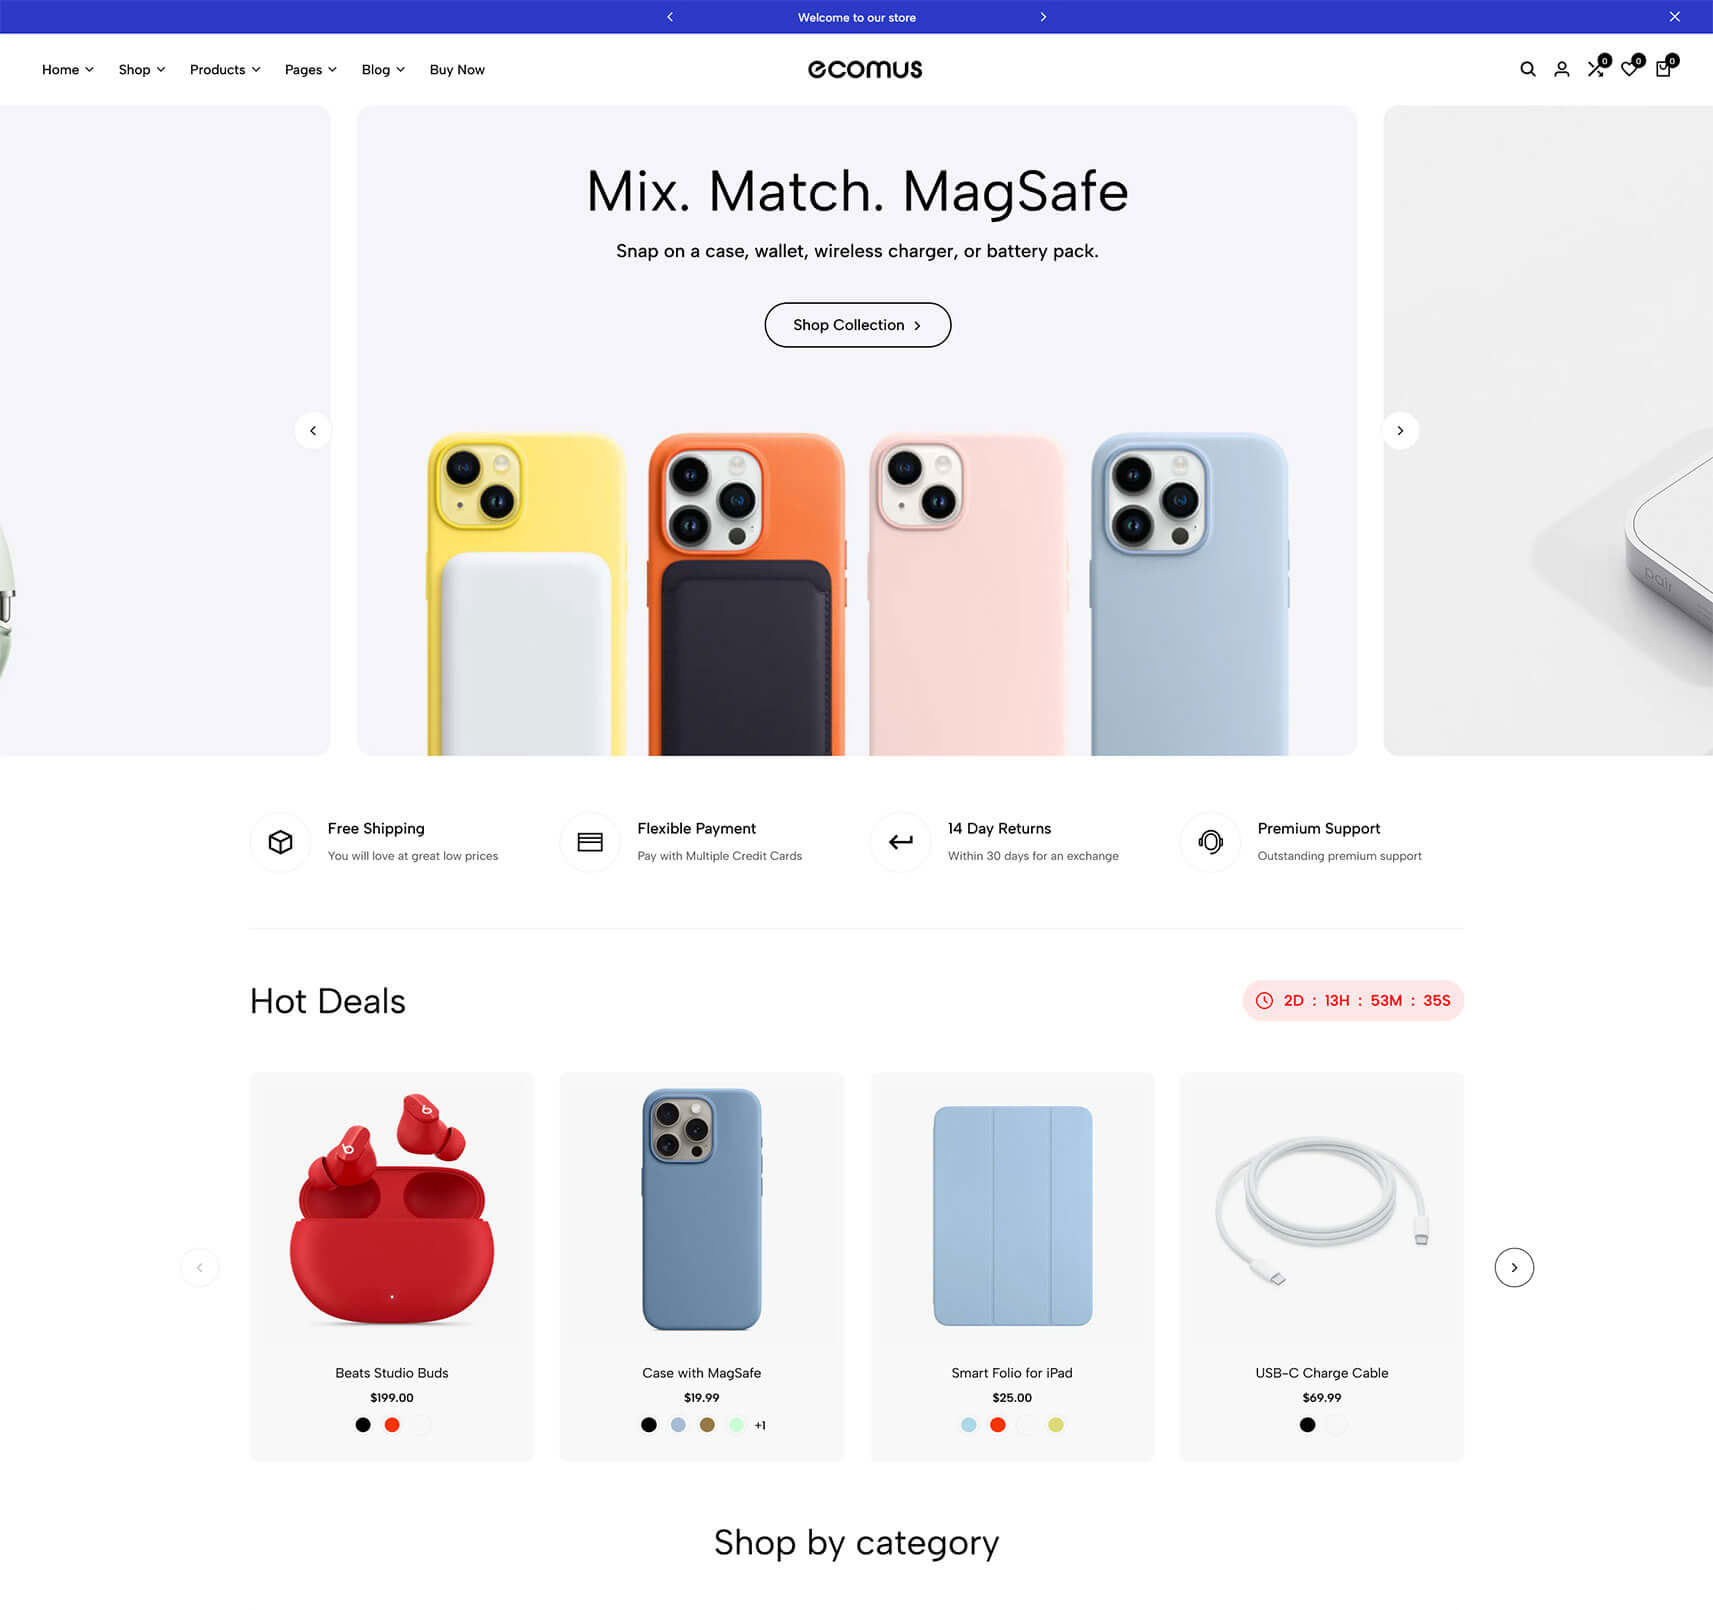 Welcome to our store
Home Shop Products Pages Blog Buy Now
ecomus
0 0 0
Mix. Match. MagSafe
Snap on a case, wallet, wireless charger, or battery pack.
Shop Collection
pair
Free Shipping
You will love at great low prices
Flexible Payment
Pay with Multiple Credit Cards
14 Day Returns
Within 30 days for an exchange
Premium Support
Outstanding premium support
Hot Deals
2D : 13H : 53M : 35S
Beats Studio Buds
$199.00
Case with MagSafe
$19.99
+1
Smart Folio for iPad
$25.00
USB-C Charge Cable
$69.99
Shop by category